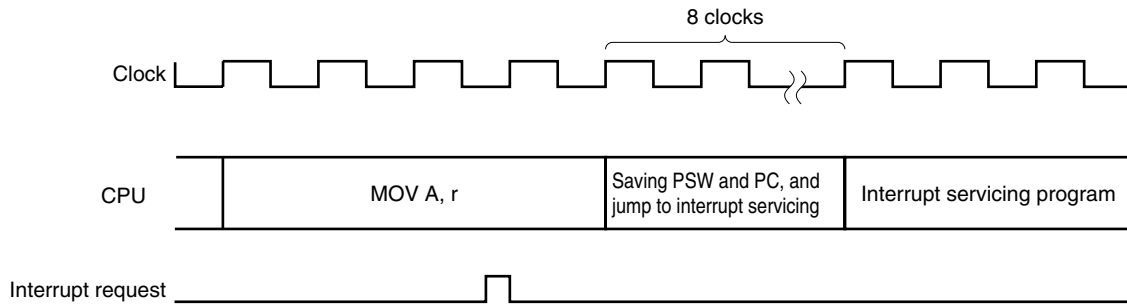 8 clocks
Clock
CPU
MOV A, r
Saving PSW and PC, and
jump to interrupt servicing
Interrupt servicing program
Interrupt request